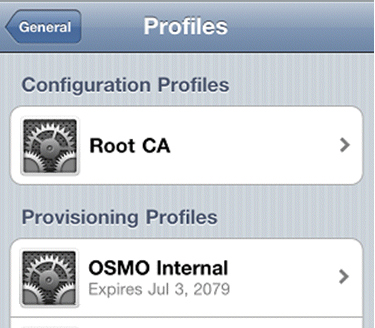 General
Profiles
Configuration Profiles
Root CA
Provisioning Profiles
OSMO Internal
Expires Jul 3, 2079